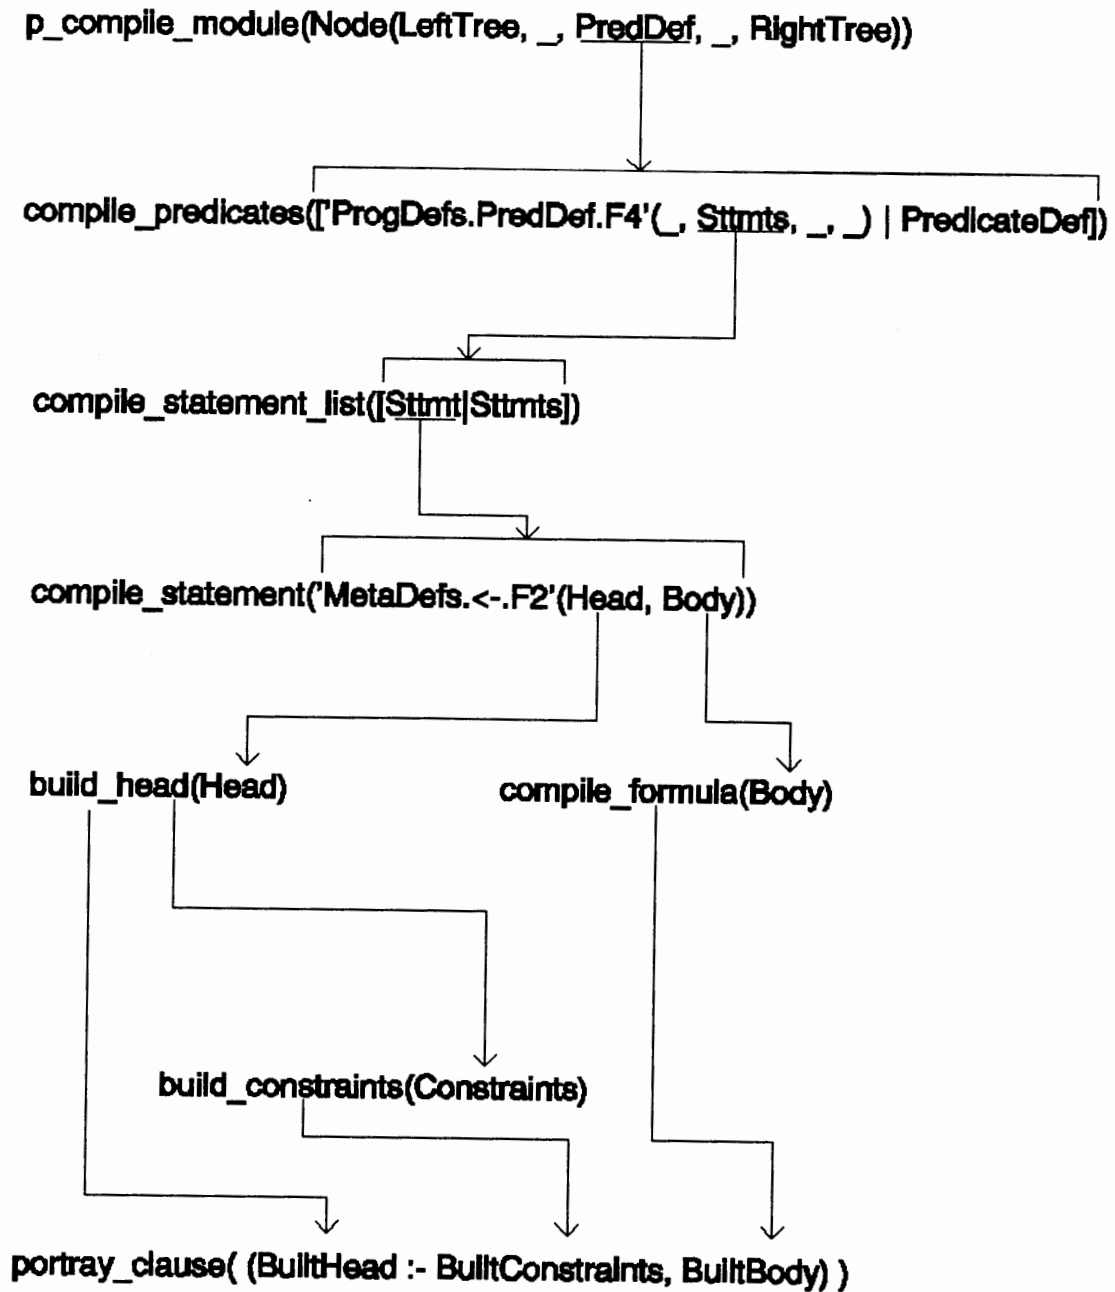 p_compile_module(Node(LeftTree, _, PredDef, _, RightTree))
compile_predicates(['ProgDefs.PredDef.F4'(_, Sttmts, _, _) | PredicateDef])
compile_statement_list([Sttmt|Sttmts])
compile_statement('MetaDefs.<-.F2'(Head, Body))
build_head(Head) compile_formula(Body)
build_constraints(Constraints)
portray_clause( (BuiltHead :- BuiltConstraints, BuiltBody) )